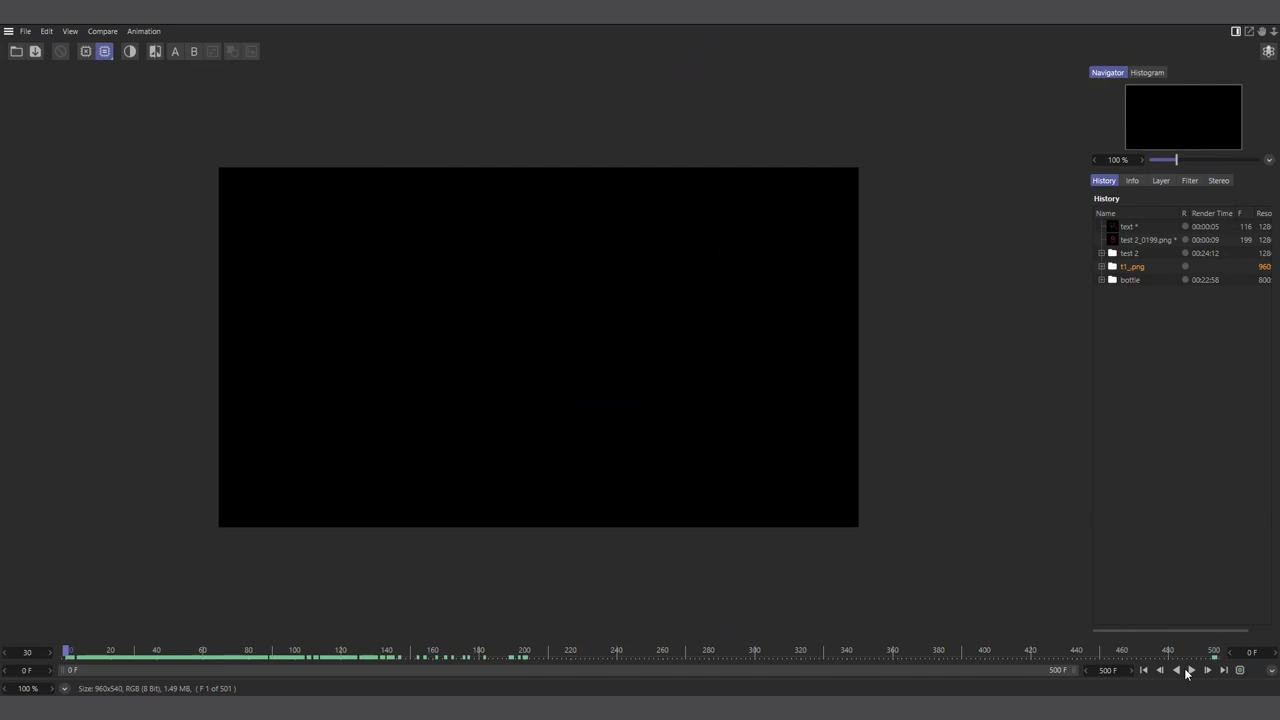 File Edit View Compare Animation
A B
Navigator Histogram
100 %
History Info Layer Filter Stereo
History
Name R Render Time F Reso
text * 00:00:05 116 128
test 2_0199.png * 00:00:09 199 128
test 2 00:24:12 128
t1_.png 960
bottle 00:22:58 800
30 0 20 40 60 80 100 120 140 160 180 200 220 240 260 280 300 320 340 360 380 400 420 440 460 480 500 0 F
0 F 0 F 500 F 500 F
100 % Size: 960x540, RGB (8 Bit), 1.49 MB, ( F 1 of 501 )